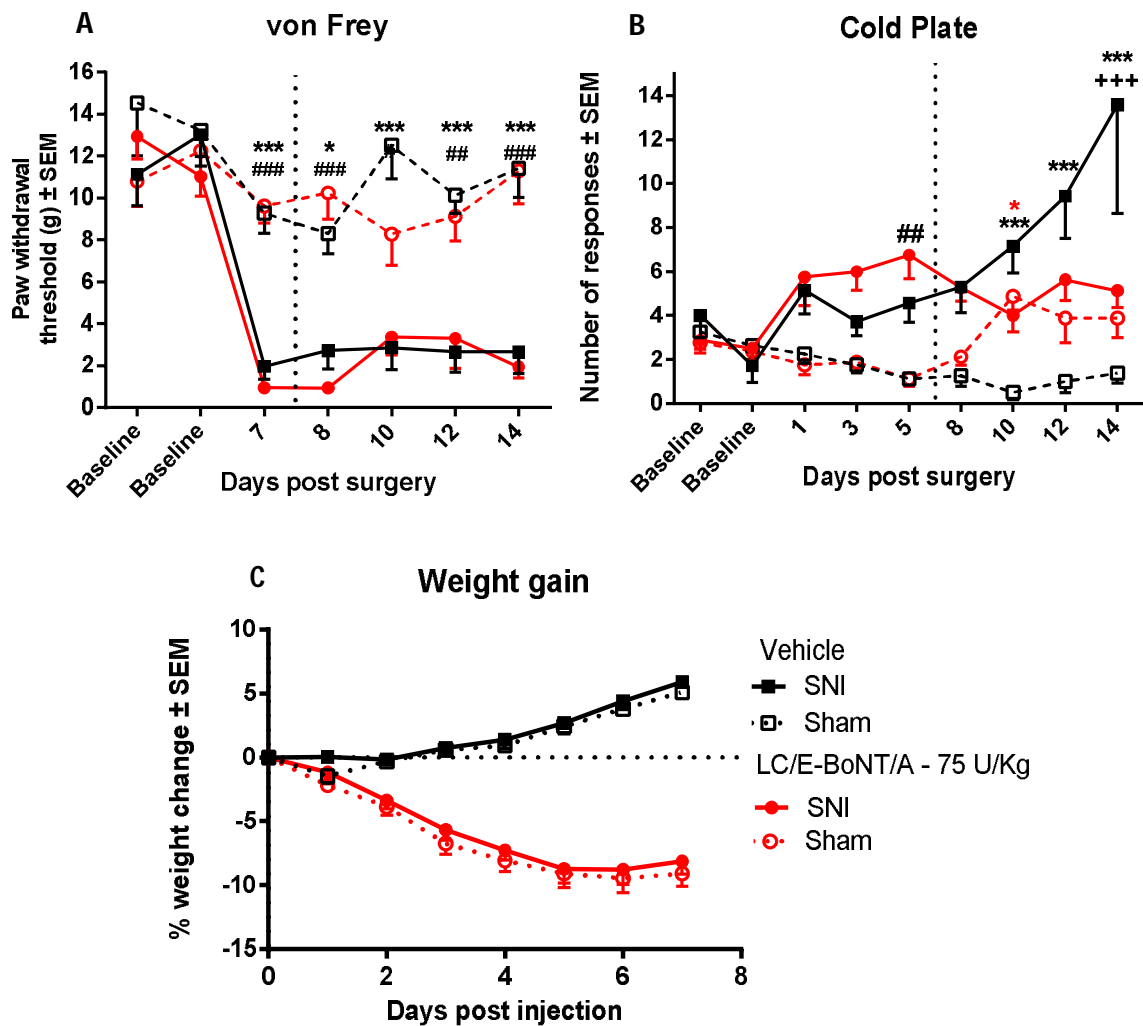 A
von Frey
Paw withdrawal
threshold (g) ± SEM
16
14
12
10
8
6
4
2
0
***
###
*
###
***
***
##
***
###
Baseline
Baseline
7
8
10
12
14
Days post surgery
B
Cold Plate
Number of responses ± SEM
14
12
10
8
6
4
2
0
##
*
***
***
***
+++
Baseline
Baseline
1
3
5
8
10
12
14
Days post surgery
C
Weight gain
% weight change ± SEM
10
5
0
-5
-10
-15
0
2
4
6
8
Days post injection
Vehicle
SNI
Sham
LC/E-BoNT/A - 75 U/Kg
SNI
Sham